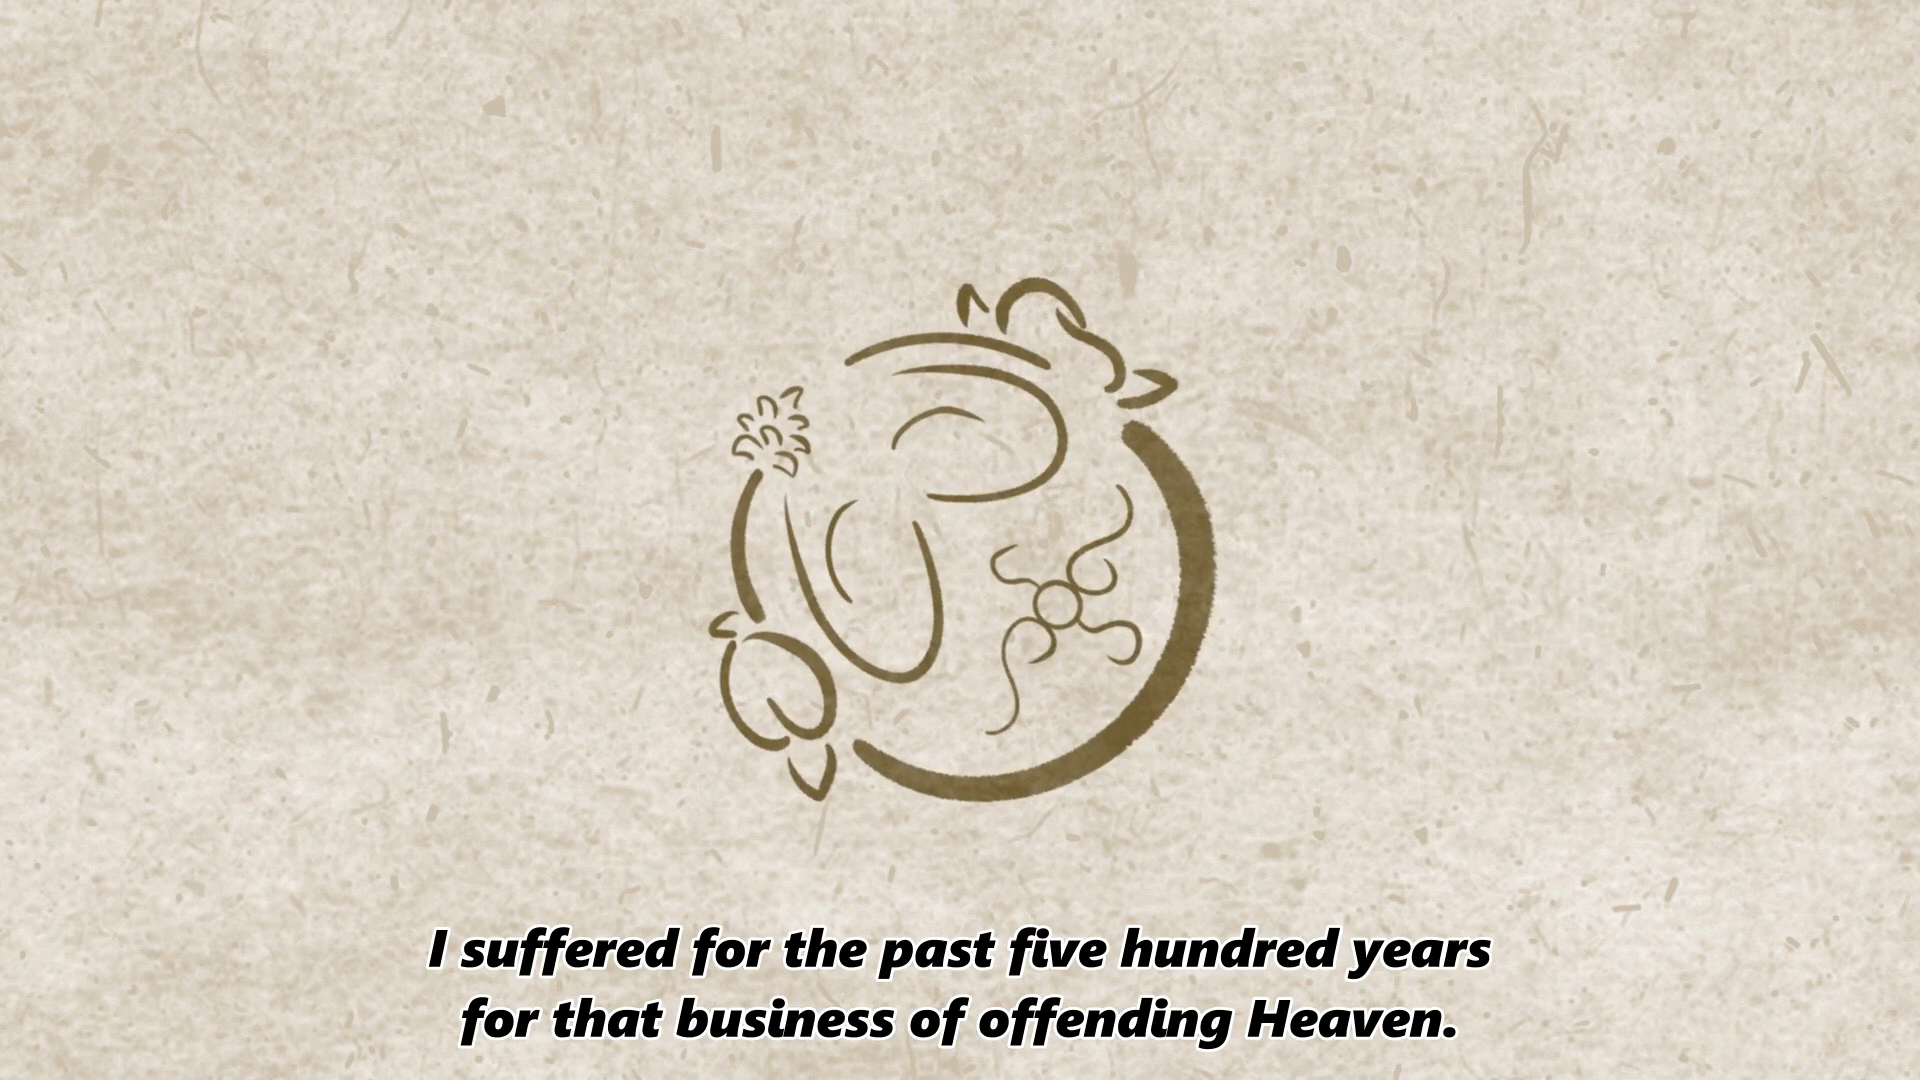 I suffered for the past five hundred years
for that business of offending Heaven.